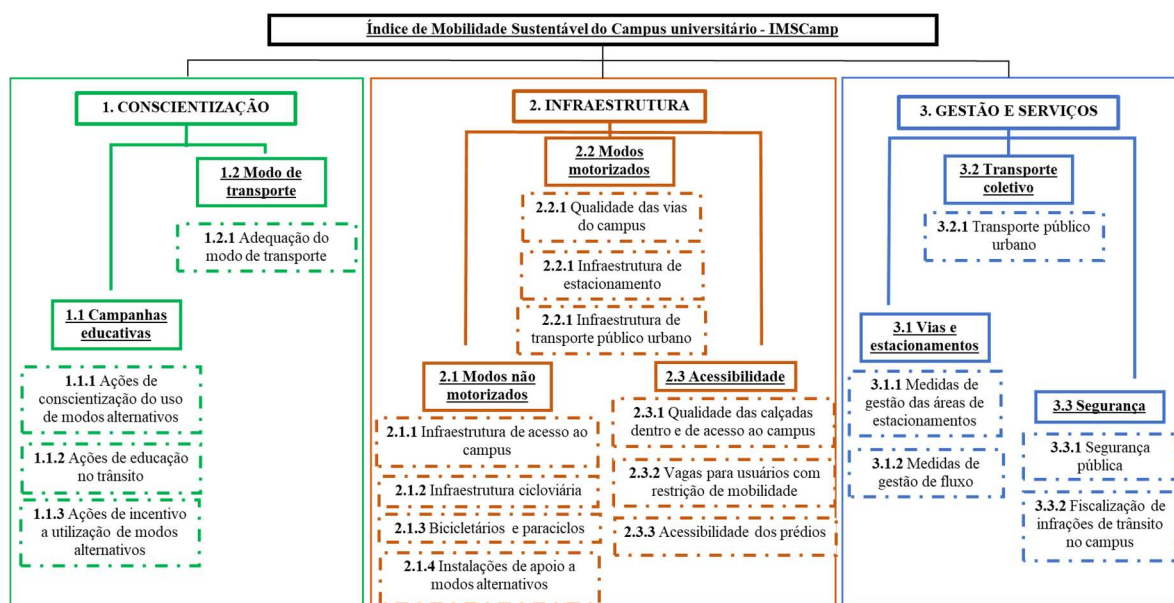 Índice de Mobilidade Sustentável do Campus universitário - IMSCamp
1. CONSCIENTIZAÇÃO
1.2 Modo de
transporte
1.2.1 Adequação do
modo de transporte
1.1 Campanhas
educativas
1.1.1 Ações de
conscientização do uso
de modos alternativos
1.1.2 Ações de educação
no trânsito
1.1.3 Ações de incentivo
a utilização de modos
alternativos
2. INFRAESTRUTURA
2.2 Modos
motorizados
2.2.1 Qualidade das vias
do campus
2.2.1 Infraestrutura de
estacionamento
2.2.1 Infraestrutura de
transporte público urbano
2.1 Modos não
motorizados
2.1.1 Infraestrutura de acesso ao
campus
2.1.2 Infraestrutura cicloviária
2.1.3 Bicicletários e paraciclos
2.1.4 Instalações de apoio a
modos alternativos
2.3 Acessibilidade
2.3.1 Qualidade das calçadas
dentro e de acesso ao campus
2.3.2 Vagas para usuários com
restrição de mobilidade
2.3.3 Acessibilidade dos prédios
3. GESTÃO E SERVIÇOS
3.2 Transporte
coletivo
3.2.1 Transporte público
urbano
3.1 Vias e
estacionamentos
3.1.1 Medidas de
gestão das áreas de
estacionamentos
3.1.2 Medidas de
gestão de fluxo
3.3 Segurança
3.3.1 Segurança
pública
3.3.2 Fiscalização de
infrações de trânsito
no campus